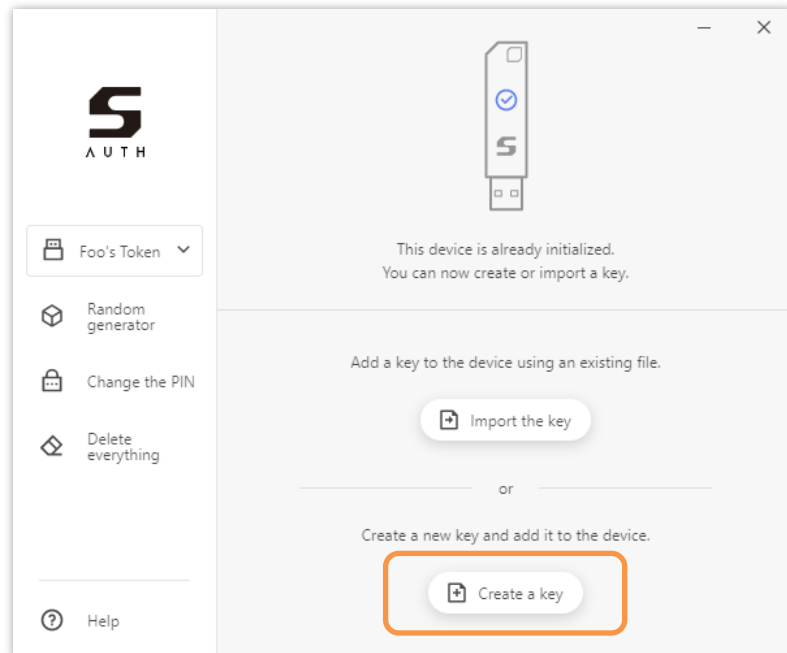 S
AUTH
Foo's Token
Random
generator
Change the PIN
Delete
everything
Help
S
This device is already initialized.
You can now create or import a key.
Add a key to the device using an existing file.
Import the key
or
Create a new key and add it to the device.
Create a key